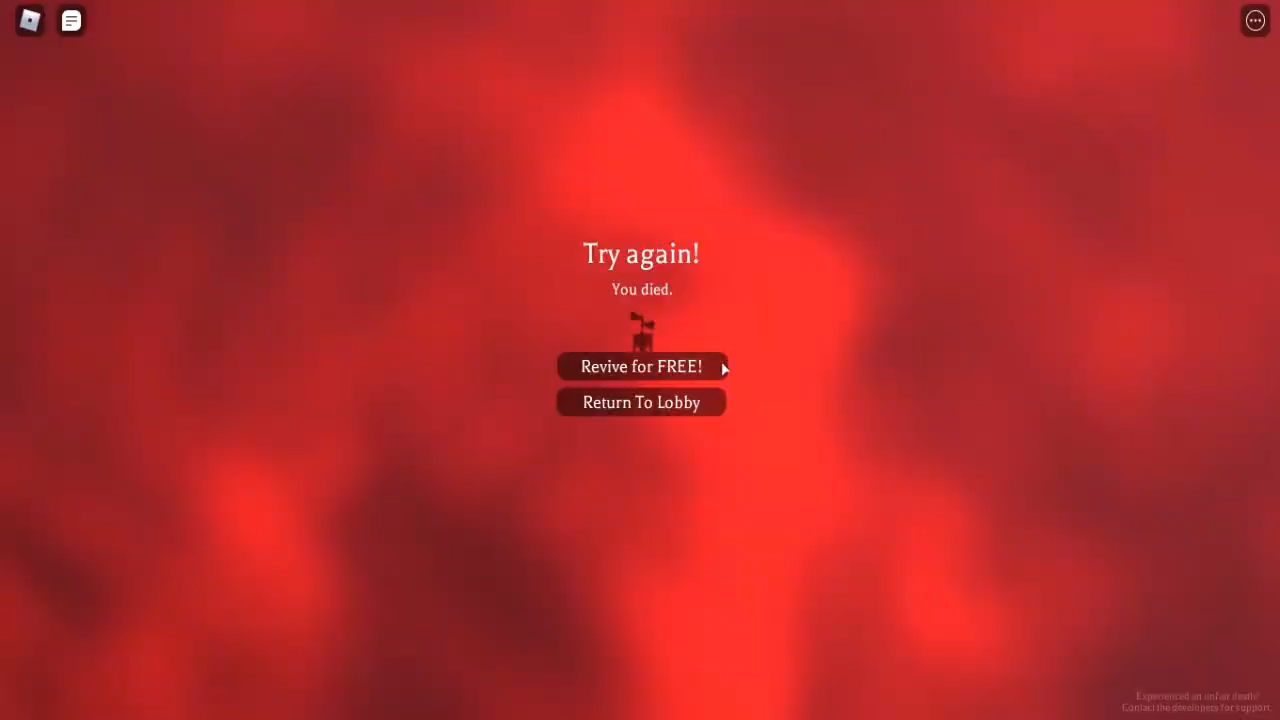 Try again!
You died.
Revive for FREE!
Return To Lobby
Experienced an unfair death?
Contact the developers for support.